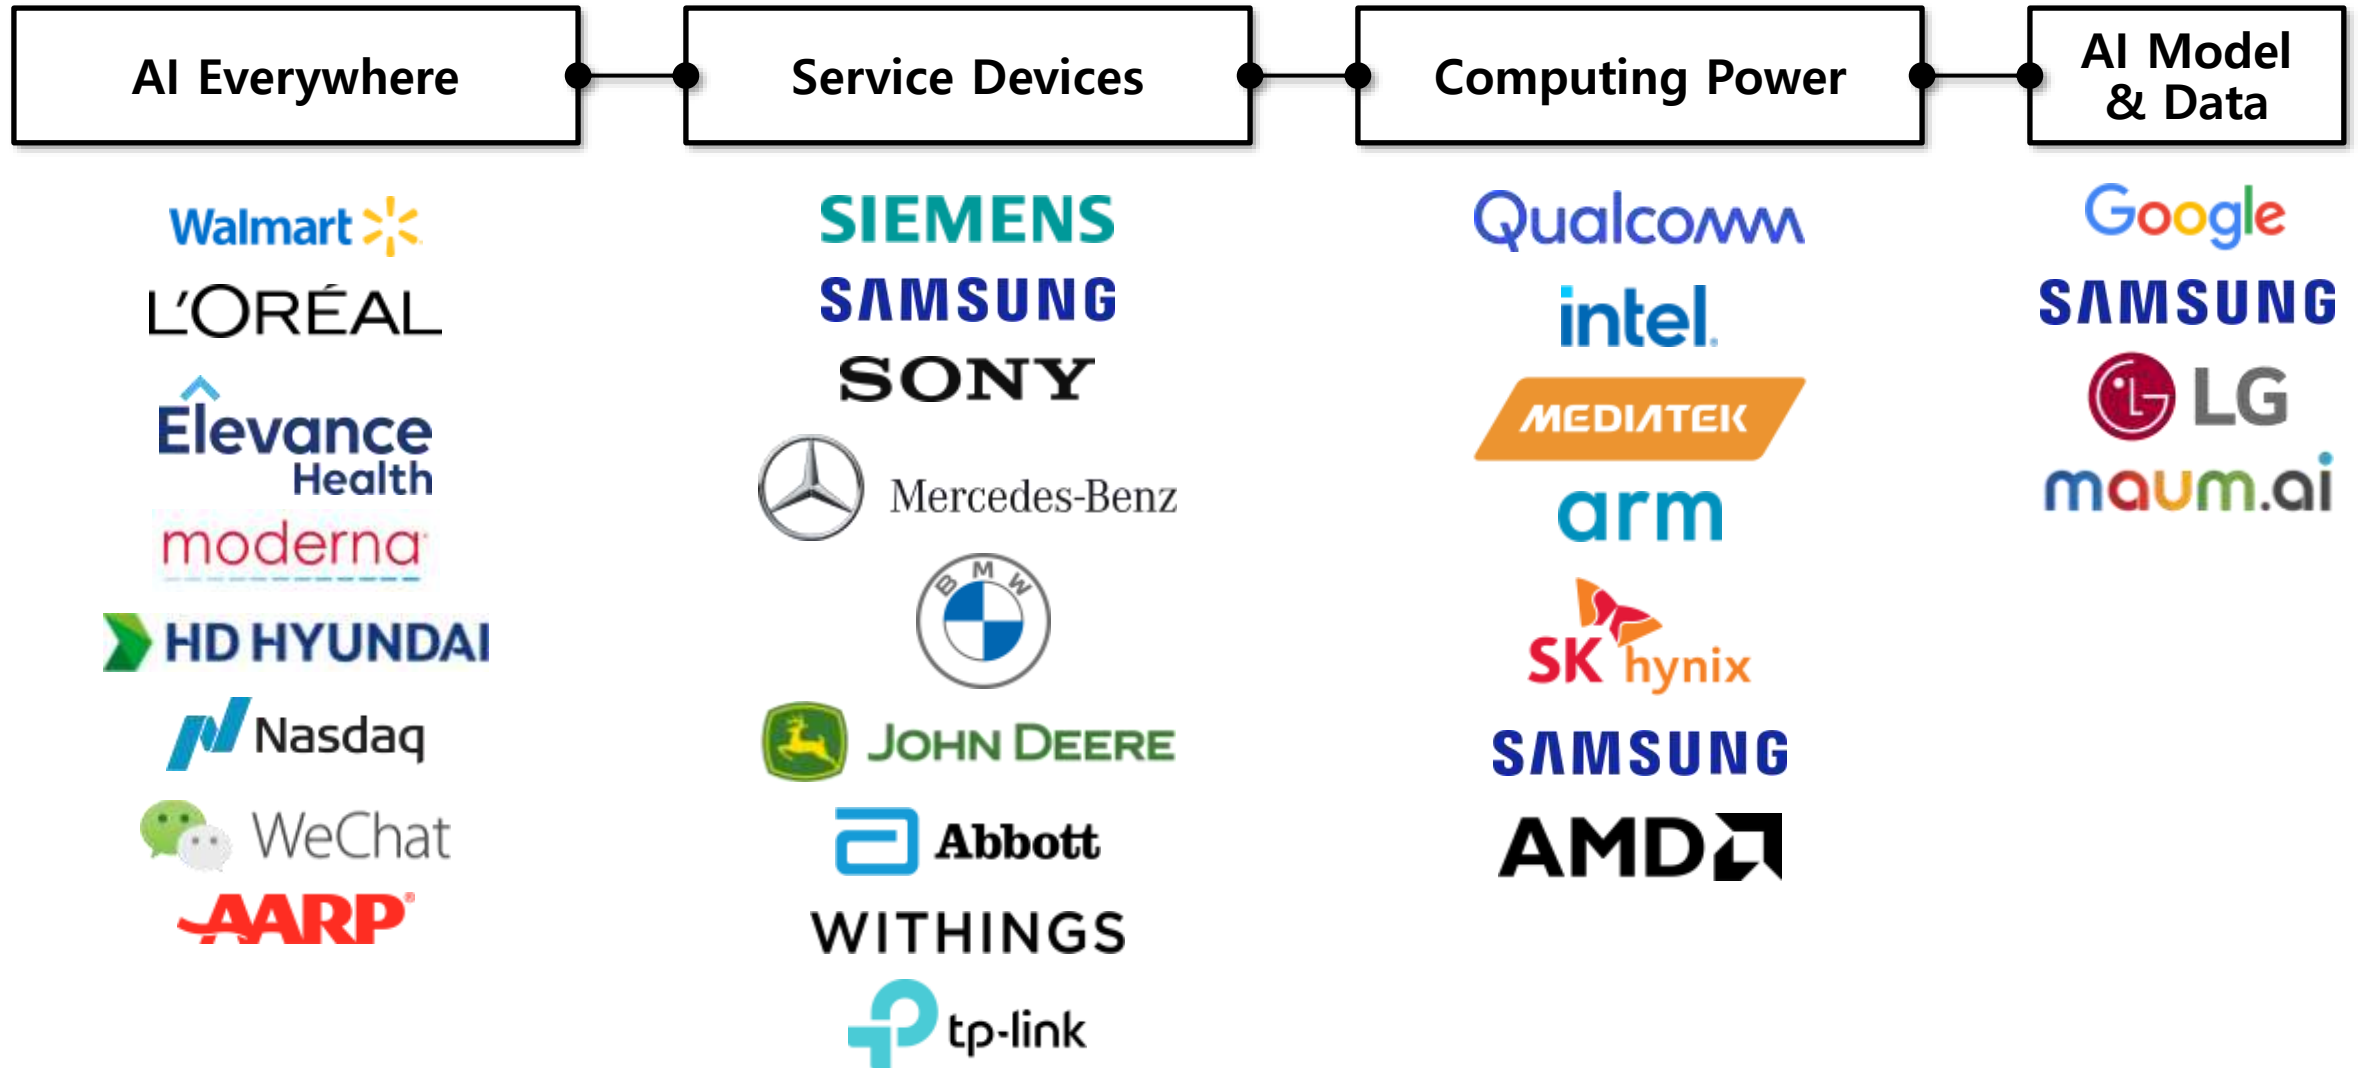 AI Everywhere
Service Devices
Computing Power
AI Model
& Data
Walmart
L'ORÉAL
Elevance
Health
moderna
HD HYUNDAI
Nasdaq
WeChat
AARP®
SIEMENS
SAMSUNG
SONY
Mercedes-Benz
BMW
JOHN DEERE
Abbott
WITHINGS
tp-link
Qualcomm
intel.
MEDIATEK
arm
SK hynix
SAMSUNG
AMD
Google
SAMSUNG
LG
maum.ai